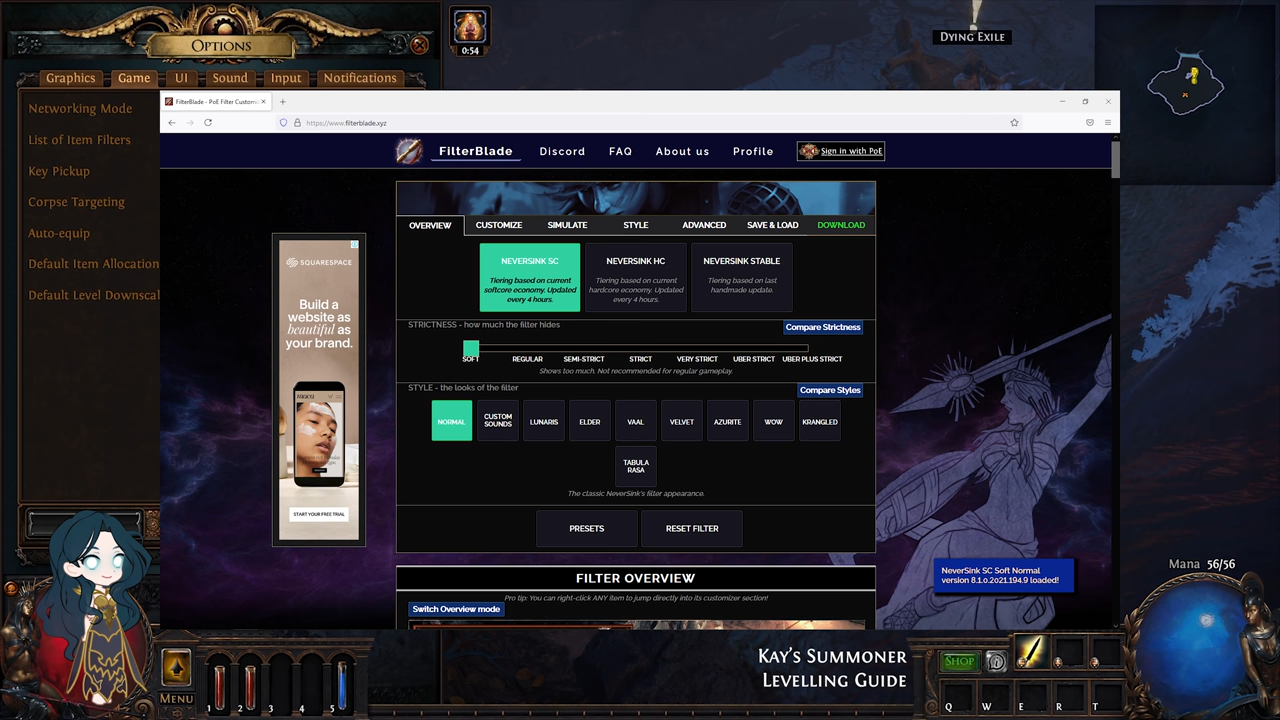 OPTIONS
0:54
DYING EXILE
Graphics
Game
UI
Sound
Input
Notifications
Networking Mode
List of Item Filters
Key Pickup
Corpse Targeting
Auto-equip
Default Item Allocation
Default Level Downscal
FilterBlade - PoE Filter Custom
https://www.filterblade.xyz
FilterBlade
Discord
FAQ
About us
Profile
Sign in with PoE
OVERVIEW
CUSTOMIZE
SIMULATE
STYLE
ADVANCED
SAVE & LOAD
DOWNLOAD
NEVERSINK SC
Tiering based on current
softcore economy. Updated
every 4 hours.
NEVERSINK HC
Tiering based on current
hardcore economy. Updated
every 4 hours.
NEVERSINK STABLE
Tiering based on last
handmade update.
STRICTNESS - how much the filter hides
Compare Strictness
SOFT
REGULAR
SEMI-STRICT
STRICT
VERY STRICT
UBER STRICT
UBER PLUS STRICT
Shows too much. Not recommended for regular gameplay.
STYLE - the looks of the filter
Compare Styles
NORMAL
CUSTOM
SOUNDS
LUNARIS
ELDER
VAAL
VELVET
AZURITE
WOW
KRANGLED
TABULA
RASA
The classic NeverSink's filter appearance.
PRESETS
RESET FILTER
FILTER OVERVIEW
Pro tip: You can right-click ANY item to jump directly into its customizer section!
Switch Overview mode
SQUARESPACE
Build a
website as
beautiful as
your brand.
START YOUR FREE TRIAL
NeverSink SC Soft Normal
version 8.1.0.2021.194.9 loaded!
Mana 56/56
KAY'S SUMMONER
LEVELLING GUIDE
SHOP
MENU
1
2
3
4
5
Q
W
E
R
T